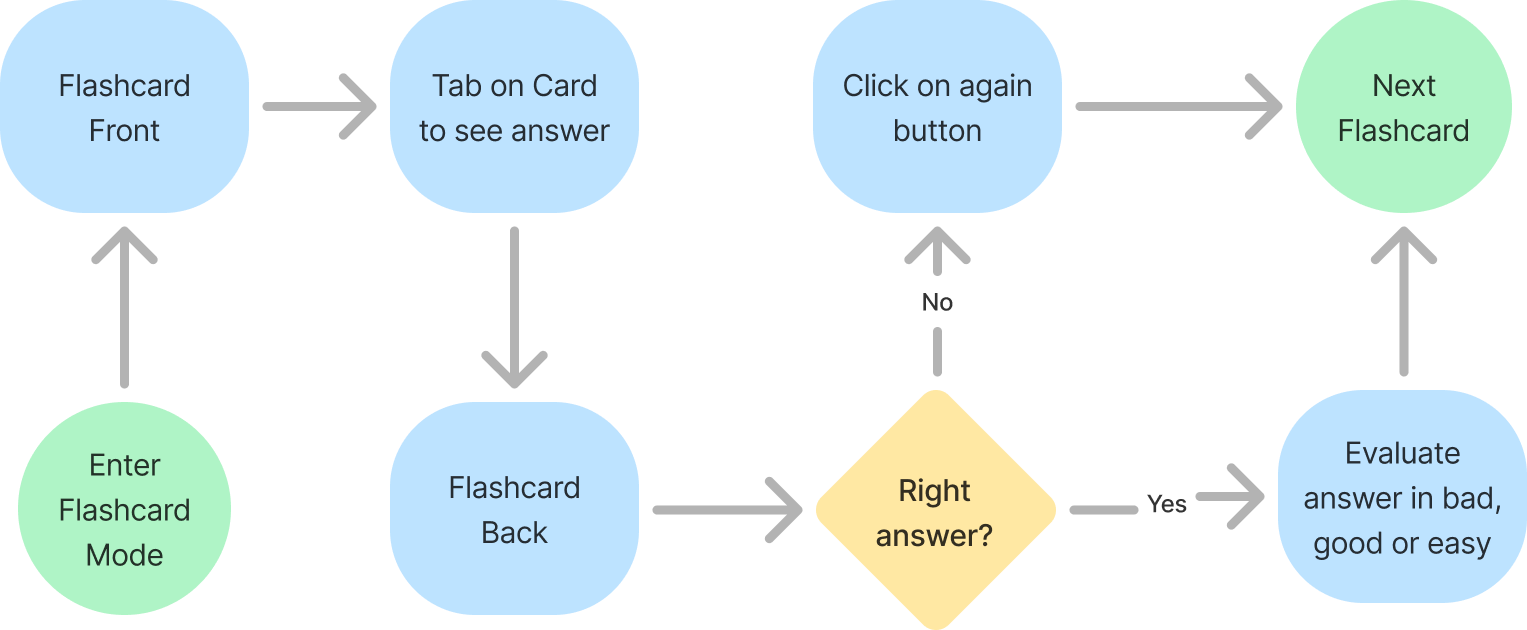 Flashcard
Front
Tab on Card
to see answer
Click on again
button
Next
Flashcard
No
Enter
Flashcard
Mode
Flashcard
Back
Right
answer?
Yes
Evaluate
answer in bad,
good or easy